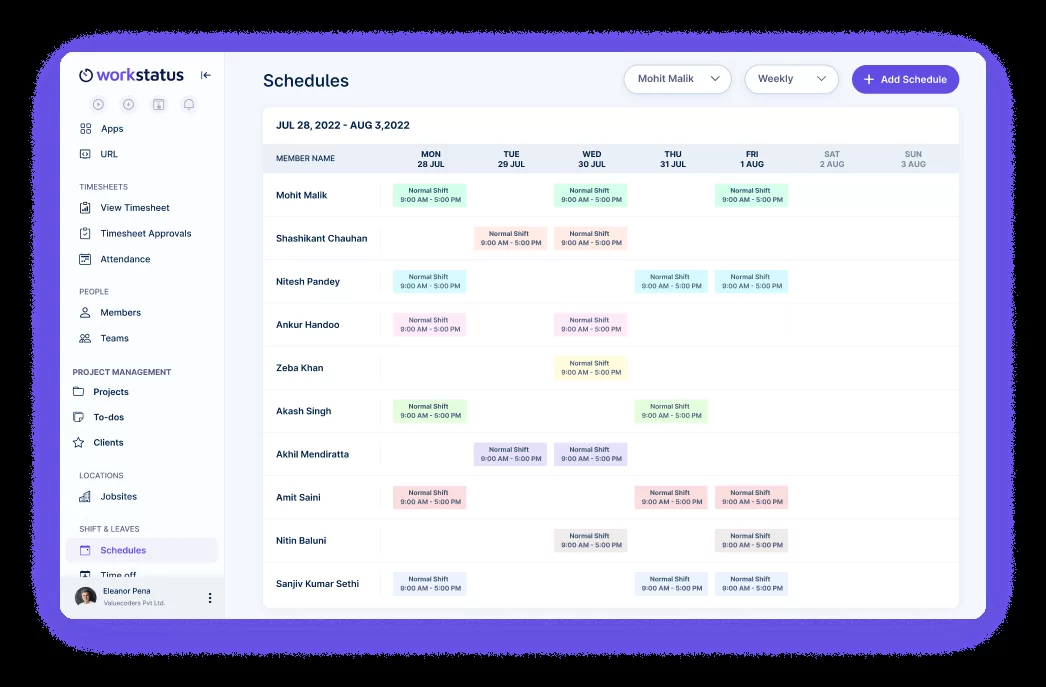 workstatus
Apps
URL
TIMESHEETS
View Timesheet
Timesheet Approvals
Attendance
PEOPLE
Members
Teams
PROJECT MANAGEMENT
Projects
To-dos
Clients
LOCATIONS
Jobsites
SHIFT & LEAVES
Schedules
Time off
Eleanor Pena
Valuecoders Pvt Ltd.
Schedules
Mohit Malik
Weekly
+ Add Schedule
JUL 28, 2022 - AUG 3,2022
MEMBER NAME
MON
28 JUL
TUE
29 JUL
WED
30 JUL
THU
31 JUL
FRI
1 AUG
SAT
2 AUG
SUN
3 AUG
Mohit Malik
Normal Shift
9:00 AM - 5:00 PM
Normal Shift
9:00 AM - 5:00 PM
Normal Shift
9:00 AM - 5:00 PM
Shashikant Chauhan
Normal Shift
9:00 AM - 5:00 PM
Normal Shift
9:00 AM - 5:00 PM
Nitesh Pandey
Normal Shift
9:00 AM - 5:00 PM
Normal Shift
9:00 AM - 5:00 PM
Normal Shift
9:00 AM - 5:00 PM
Ankur Handoo
Normal Shift
9:00 AM - 5:00 PM
Normal Shift
9:00 AM - 5:00 PM
Zeba Khan
Normal Shift
9:00 AM - 5:00 PM
Akash Singh
Normal Shift
9:00 AM - 5:00 PM
Normal Shift
9:00 AM - 5:00 PM
Akhil Mendiratta
Normal Shift
9:00 AM - 5:00 PM
Normal Shift
9:00 AM - 5:00 PM
Amit Saini
Normal Shift
9:00 AM - 5:00 PM
Normal Shift
9:00 AM - 5:00 PM
Normal Shift
9:00 AM - 5:00 PM
Nitin Baluni
Normal Shift
9:00 AM - 5:00 PM
Normal Shift
9:00 AM - 5:00 PM
Sanjiv Kumar Sethi
Normal Shift
9:00 AM - 5:00 PM
Normal Shift
9:00 AM - 5:00 PM
Normal Shift
9:00 AM - 5:00 PM